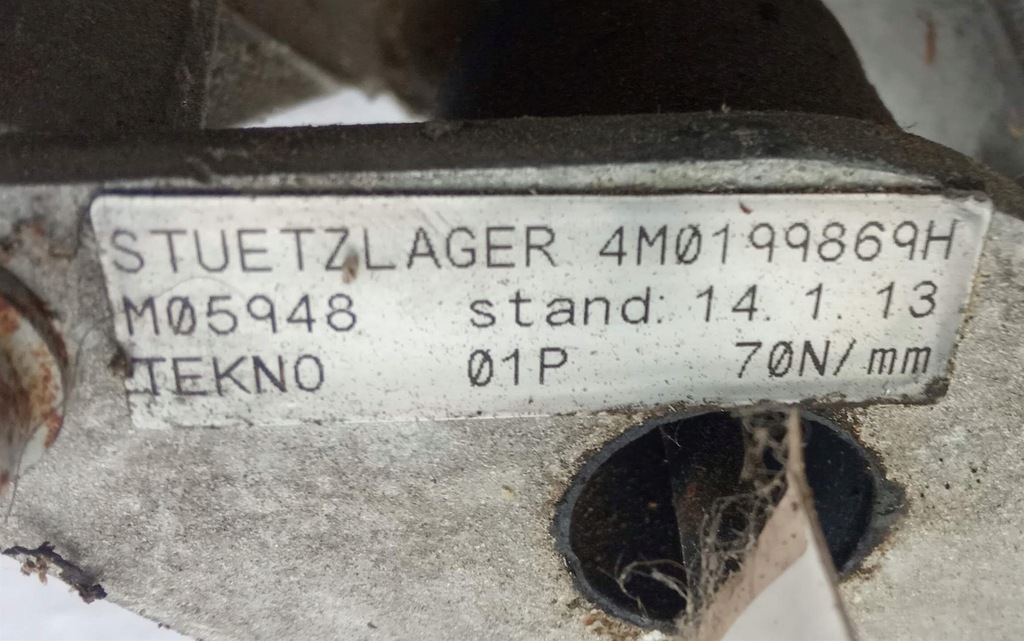 STUETZLAGER 4M0199869H
M05948 stand: 14. 1. 13
TEKNO 01P 70N/mm